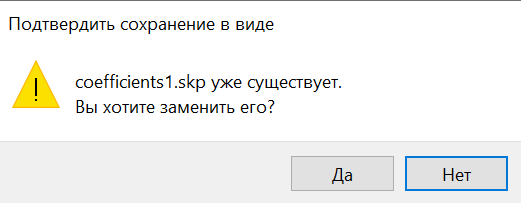 Подтвердить сохранение в виде
coefficients1.skp уже существует.
Вы хотите заменить его?
Да
Нет